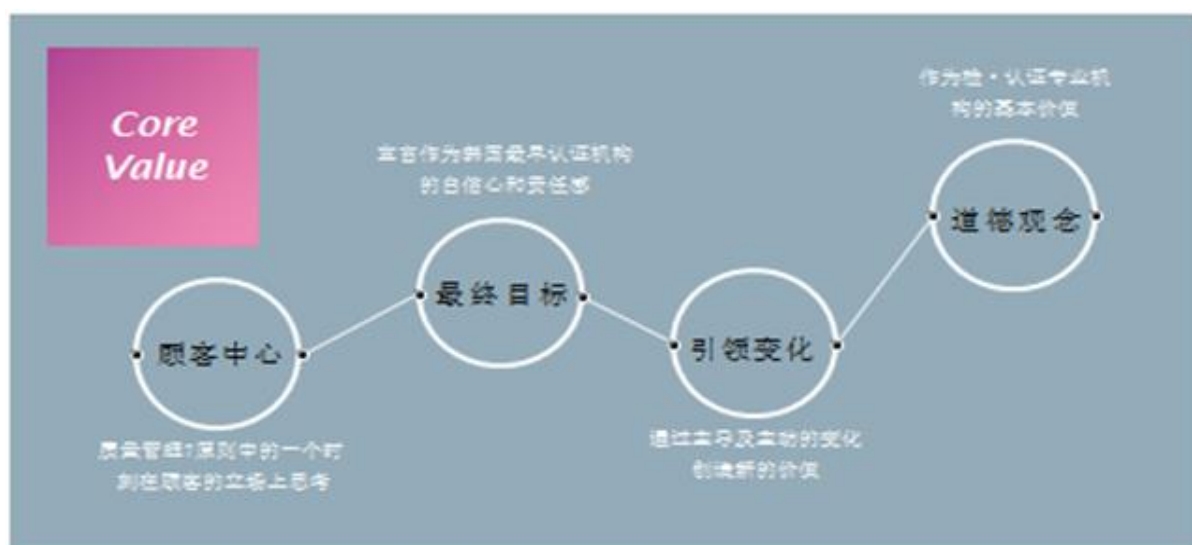 Core
Value
作为检·认证专业机
构的基本价值
宣言作为韩国最早认证机构
的自信心和责任感
道德观念
最终目标
引领变化
顾客中心
质量管理7原则中的一个时
刻在顾客的立场上思考
通过主导及主动的变化
创造新的价值